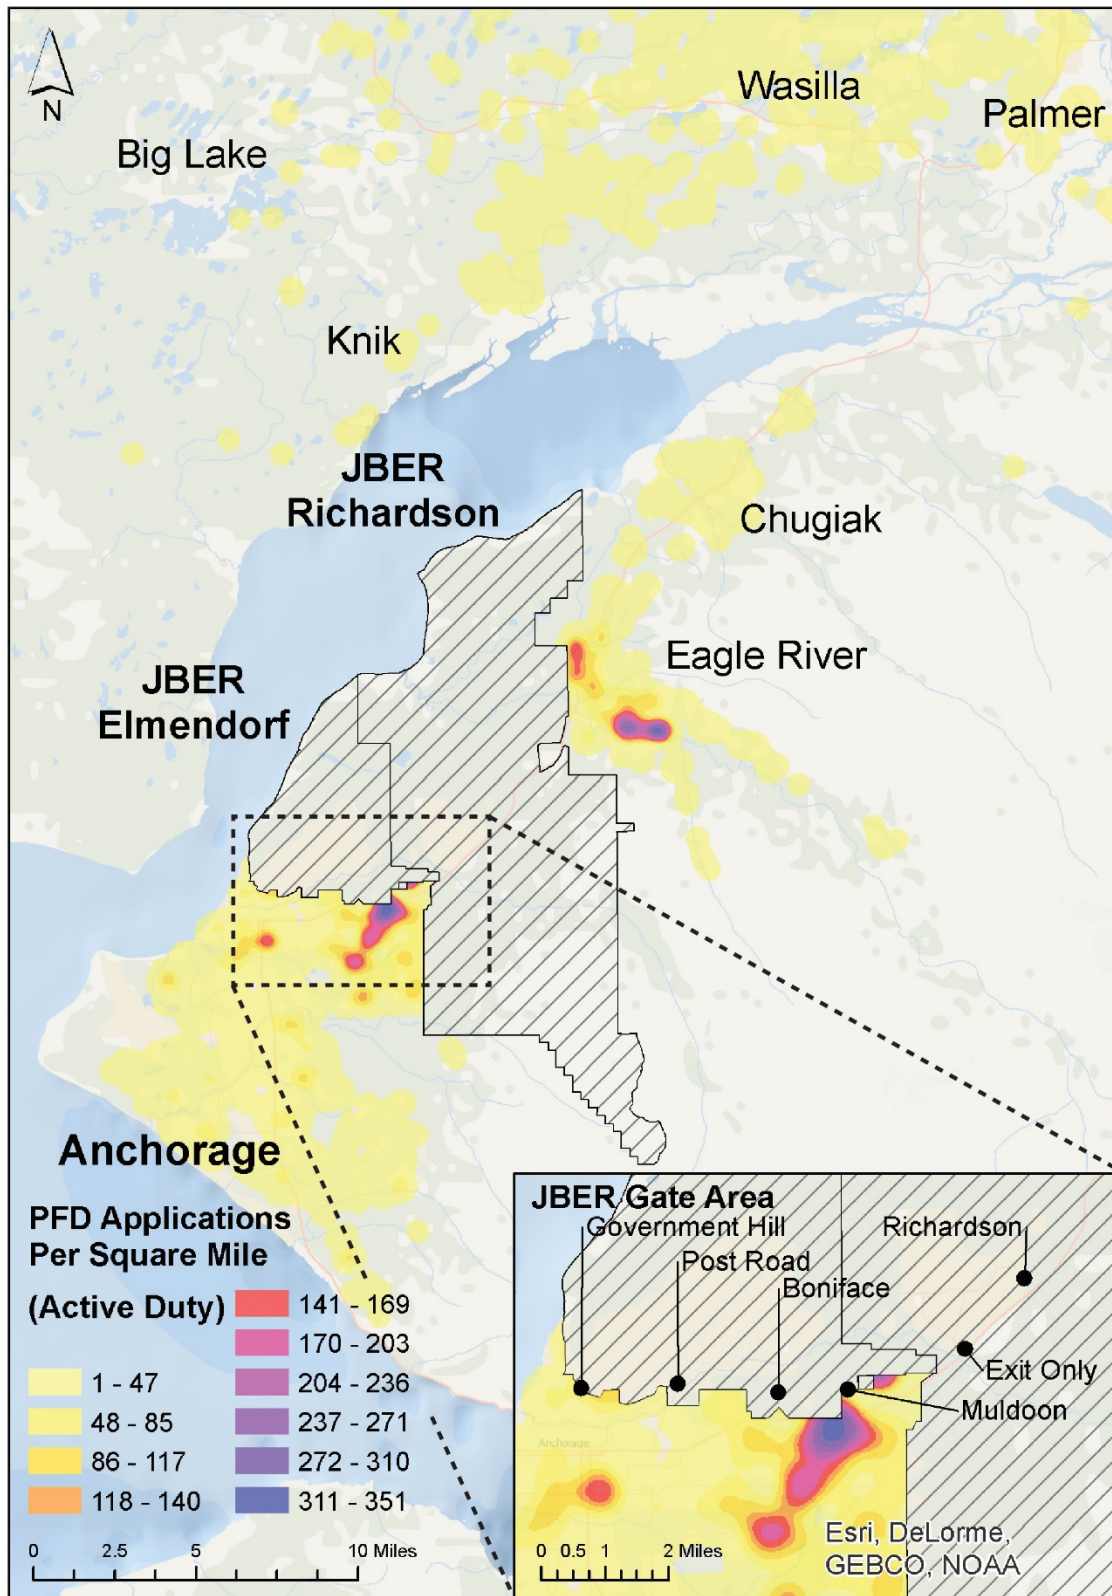 N
Wasilla
Palmer
Big Lake
Knik
JBER
Richardson
Chugiak
Eagle River
JBER
Elmendorf
Anchorage
PFD Applications
Per Square Mile
(Active Duty)
1 - 47
48 - 85
86 - 117
118 - 140
141 - 169
170 - 203
204 - 236
237 - 271
272 - 310
311 - 351
0 2.5 5 10 Miles
JBER Gate Area
Government Hill
Post Road
Boniface
Richardson
Exit Only
Muldoon
Anchorage
Esri, DeLorme,
GEBCO, NOAA
0 0.5 1 2 Miles